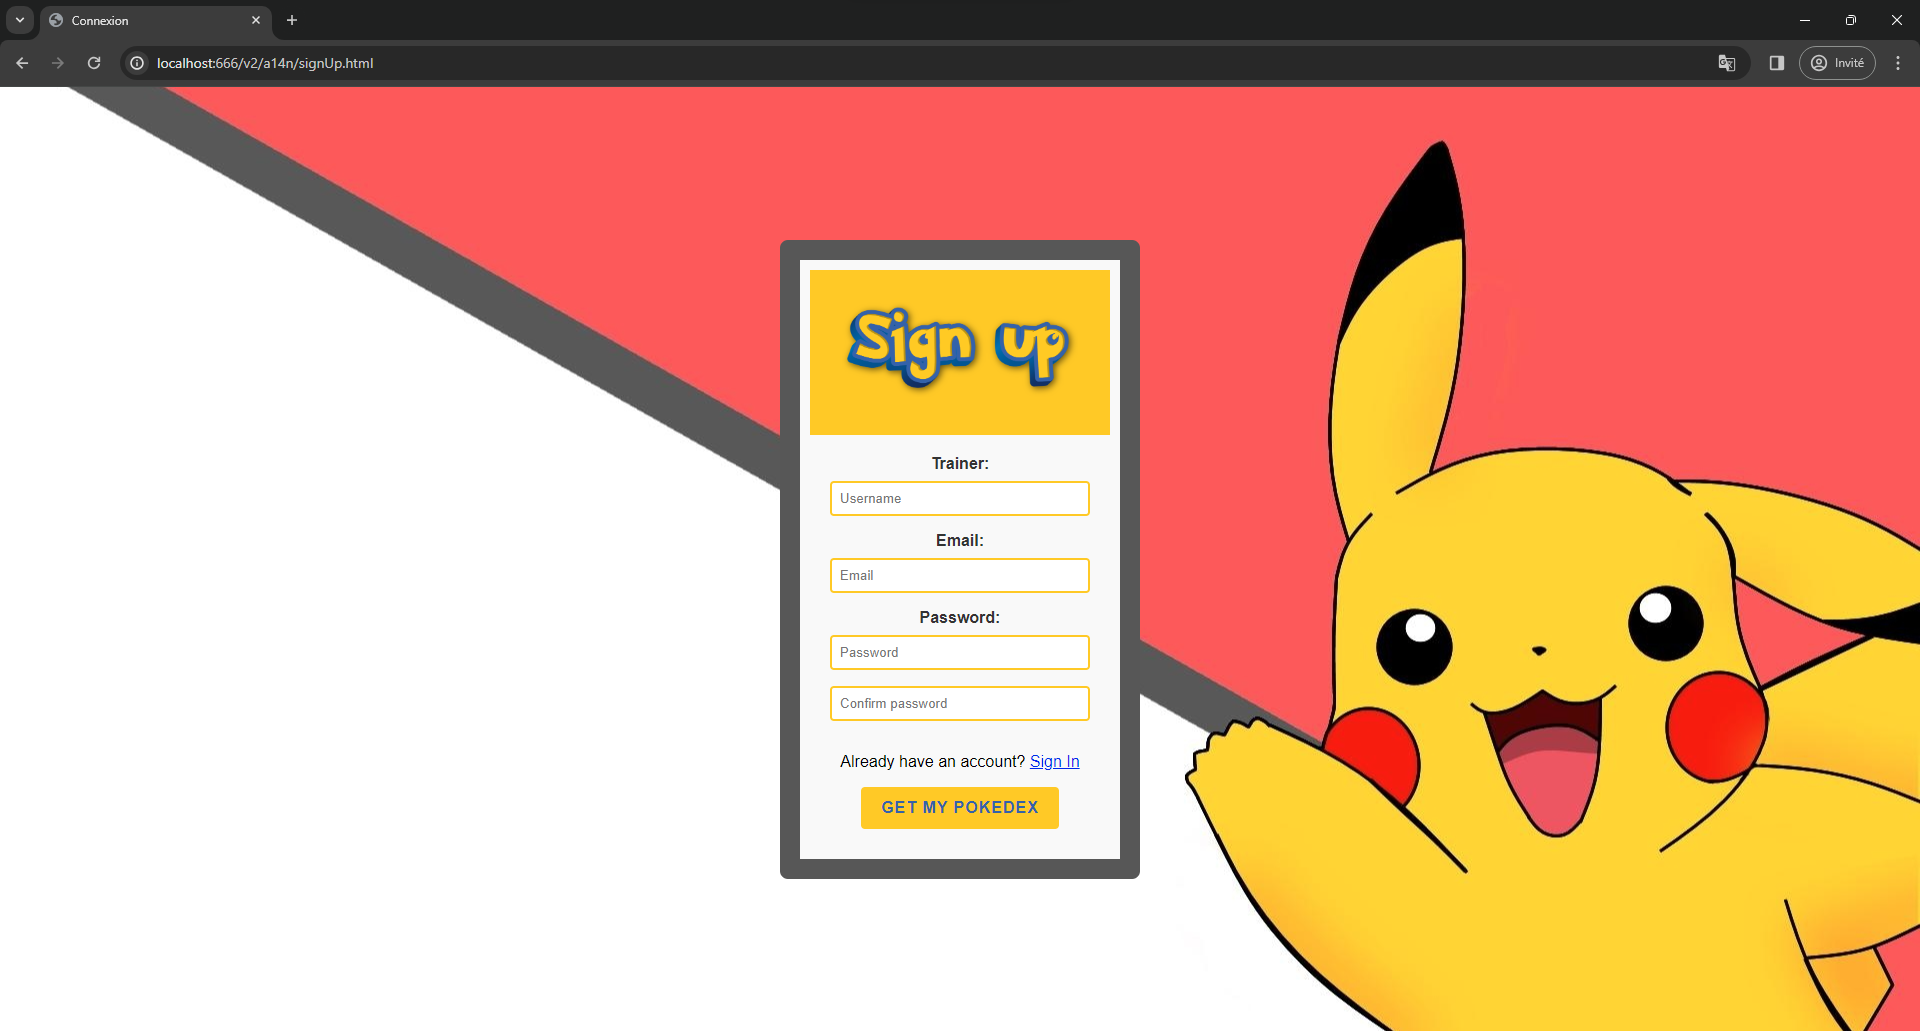 Connexion
localhost:666/v2/a14n/signUp.html
Invité
Sign up
Trainer:
Username
Email:
Email
Password:
Password
Confirm password
Already have an account? Sign In
GET MY POKEDEX